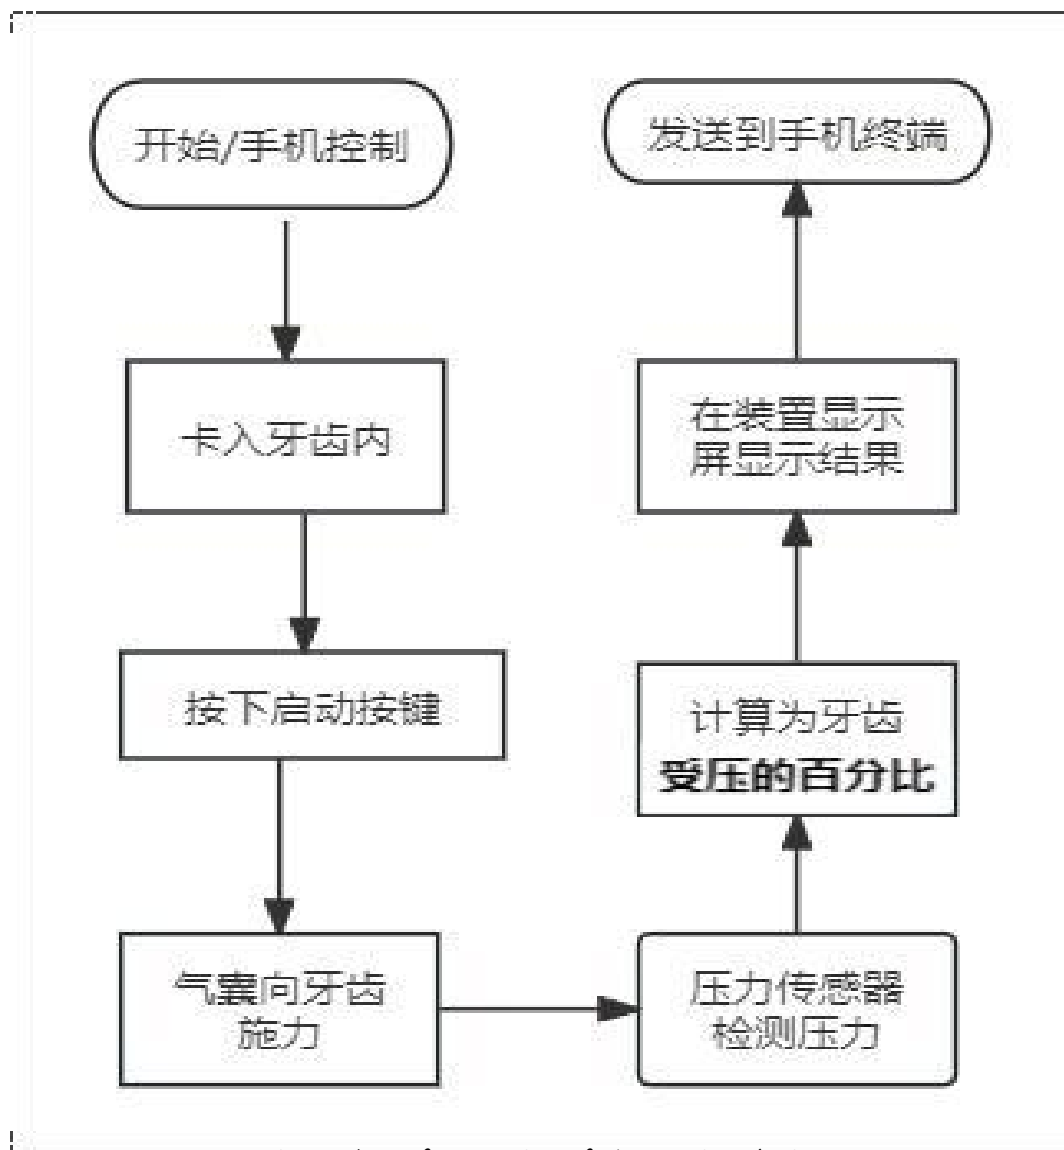 开始/手机控制
卡入牙齿内
按下启动按键
气囊向牙齿
施力
压力传感器
检测压力
计算为牙齿
受压的百分比
在装置显示
屏显示结果
发送到手机终端